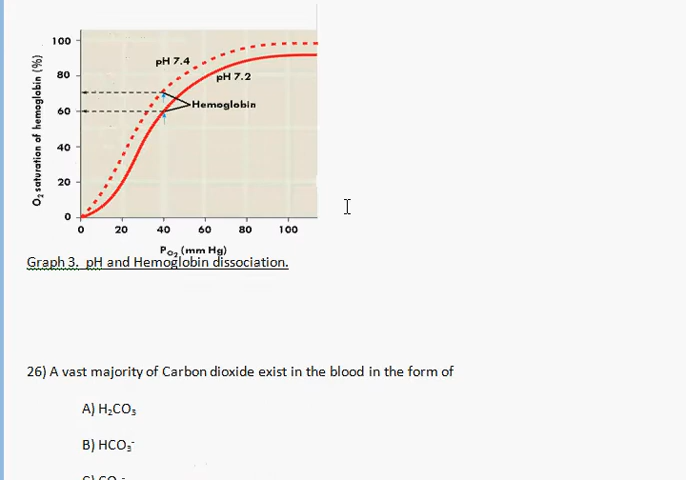 100
pH 7.4
80
pH 7.2
Hemoglobin
60
40
20
0
O₂ saturation of hemoglobin (%)
0 20 40 60 80 100
P O₂ (mm Hg)
Graph 3. pH and Hemoglobin dissociation.
26) A vast majority of Carbon dioxide exist in the blood in the form of
A) H₂CO₃
B) HCO₃⁻